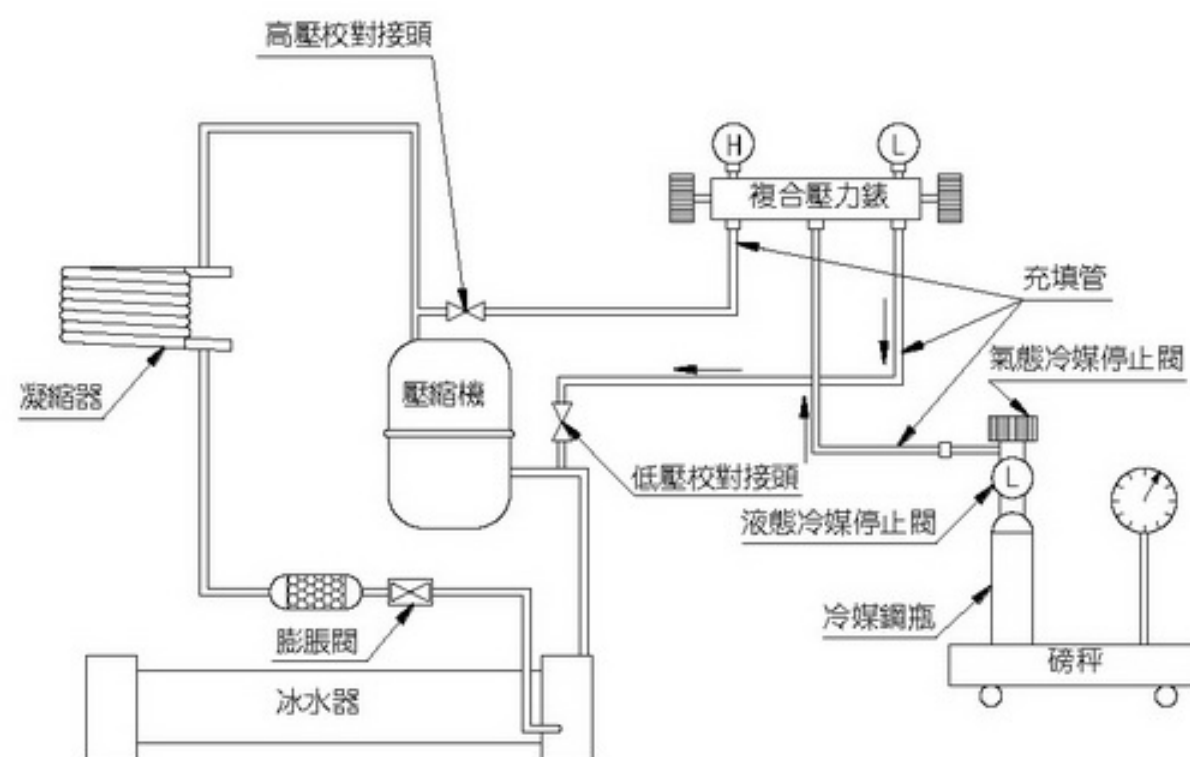 高壓校對接頭
H
L
複合壓力錶
充填管
氣態冷媒停止閥
凝縮器
壓縮機
低壓校對接頭
L
液態冷媒停止閥
冷媒鋼瓶
膨脹閥
磅秤
冰水器